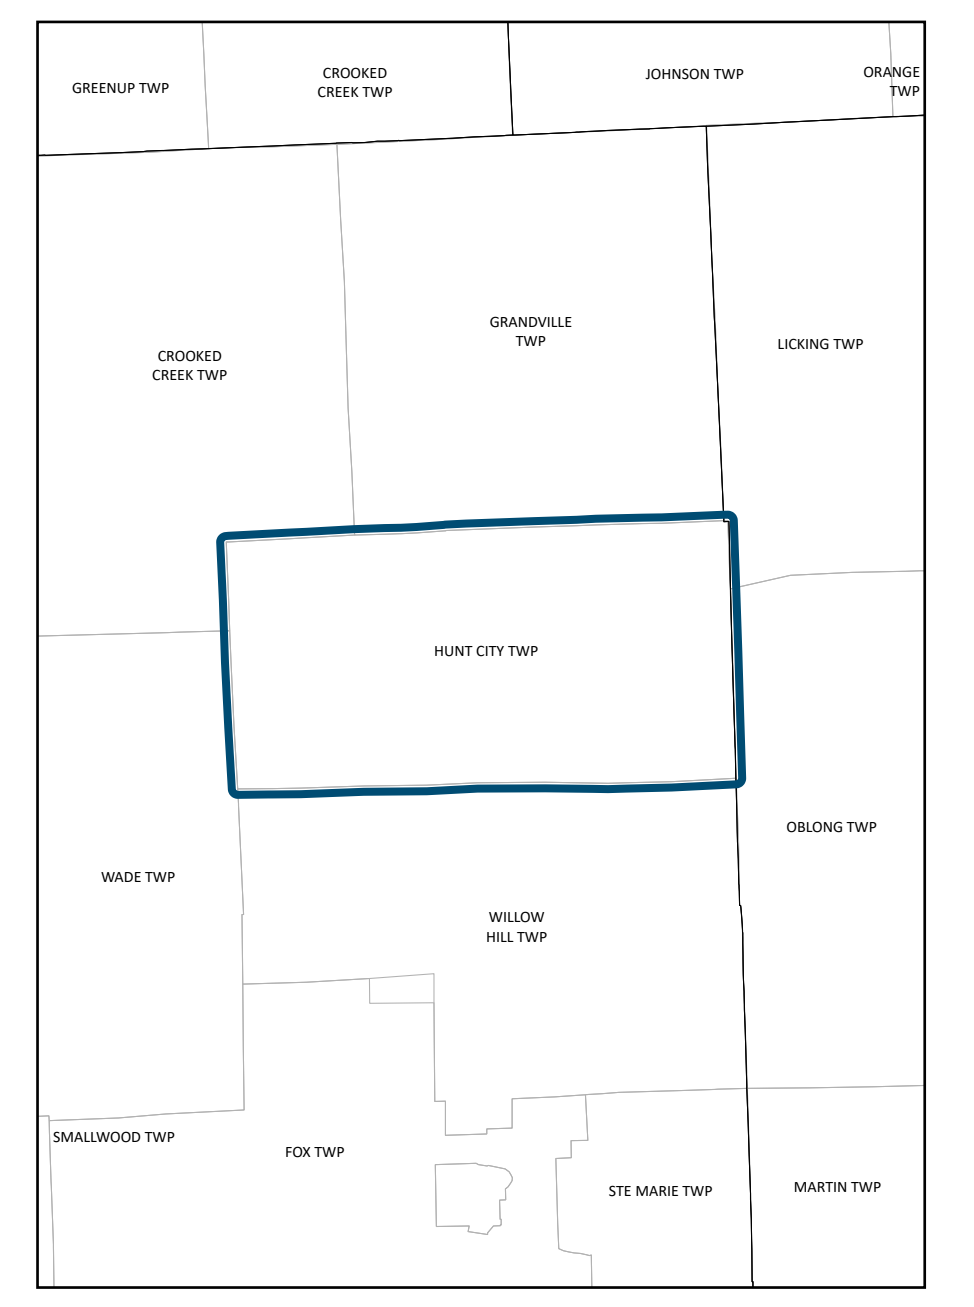 GREENUP TWP
CROOKED
CREEK TWP
JOHNSON TWP
ORANGE
TWP
CROOKED
CREEK TWP
GRANDVILLE
TWP
LICKING TWP
HUNT CITY TWP
OBLONG TWP
WADE TWP
WILLOW
HILL TWP
SMALLWOOD TWP
FOX TWP
STE MARIE TWP
MARTIN TWP